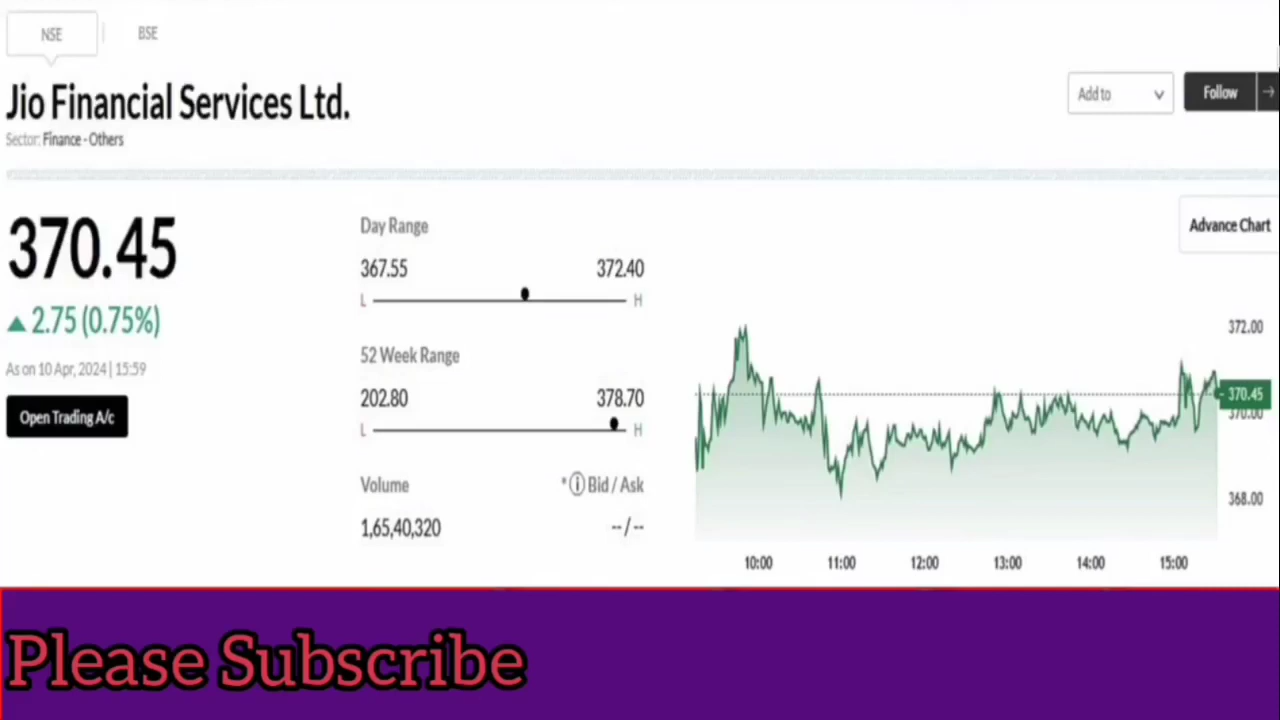 NSE
BSE
Jio Financial Services Ltd.
Sector: Finance - Others
Add to
Follow
370.45
2.75 (0.75%)
As on 10 Apr, 2024 | 15:59
Open Trading A/c
Day Range
367.55 372.40
L H
52 Week Range
202.80 378.70
L H
Volume * i Bid / Ask
1,65,40,320 -- / --
Advance Chart
372.00
370.45
370.00
368.00
10:00 11:00 12:00 13:00 14:00 15:00
Please Subscribe